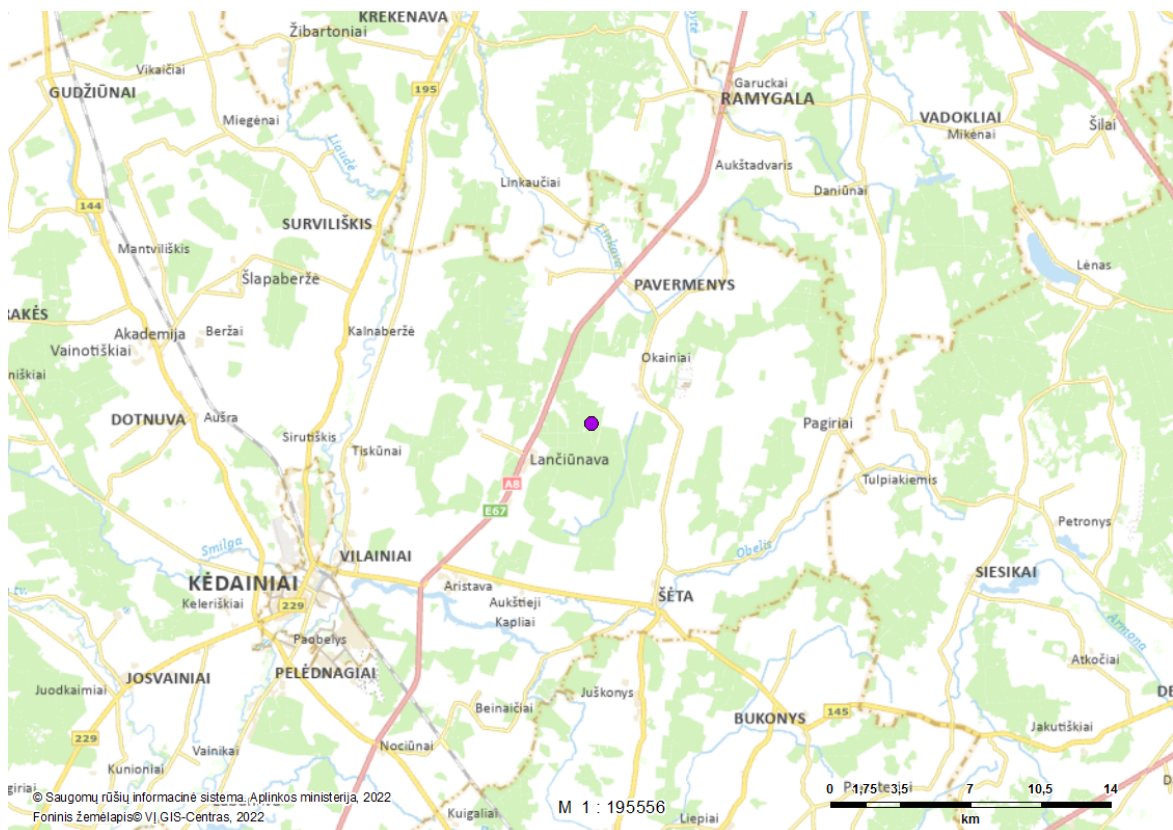 KREKENAVA
Žibartoniai
Vikaičiai
GUDŽIŪNAI
195
Garuckai
RAMYGALA
Miegėnai
VADOKLIAI
Mikėnai
Šilai
Liaudė
Aukštadvaris
Linkaučiai
Daniūnai
144
SURVILIŠKIS
Linkava
Mantviliškis
Lėnas
Šlapaberžė
PAVERMENYS
Akademija
Beržai
Kalnaberžė
Vainotiškiai
Okainiai
DOTNUVA
Aušra
Pagiriai
Sirutiškis
Tiskūnai
Lančiūnava
A8
Tulpiakiemis
E67
Petronys
Smilga
VILAINIAI
Obelis
SIESIKAI
KĖDAINIAI
Aristava
ŠĖTA
Keleriškiai
229
Aukštieji
Kapliai
Armona
Paobelys
Atkočiai
JOSVAINIAI
PELĖDNAGIAI
Juodkaimiai
Juškonys
Beinaičiai
145
BUKONYS
Jakutiškiai
229
Vainikai
Nociūnai
Kunioniai
0 1,75 3,5 7 10,5 14
km
© Saugomų rūšių informacinė sistema. Aplinkos ministerija, 2022
M 1 : 195556
Foninis žemėlapis© VĮ GIS-Centras, 2022
Kuigaliai
Liepiai